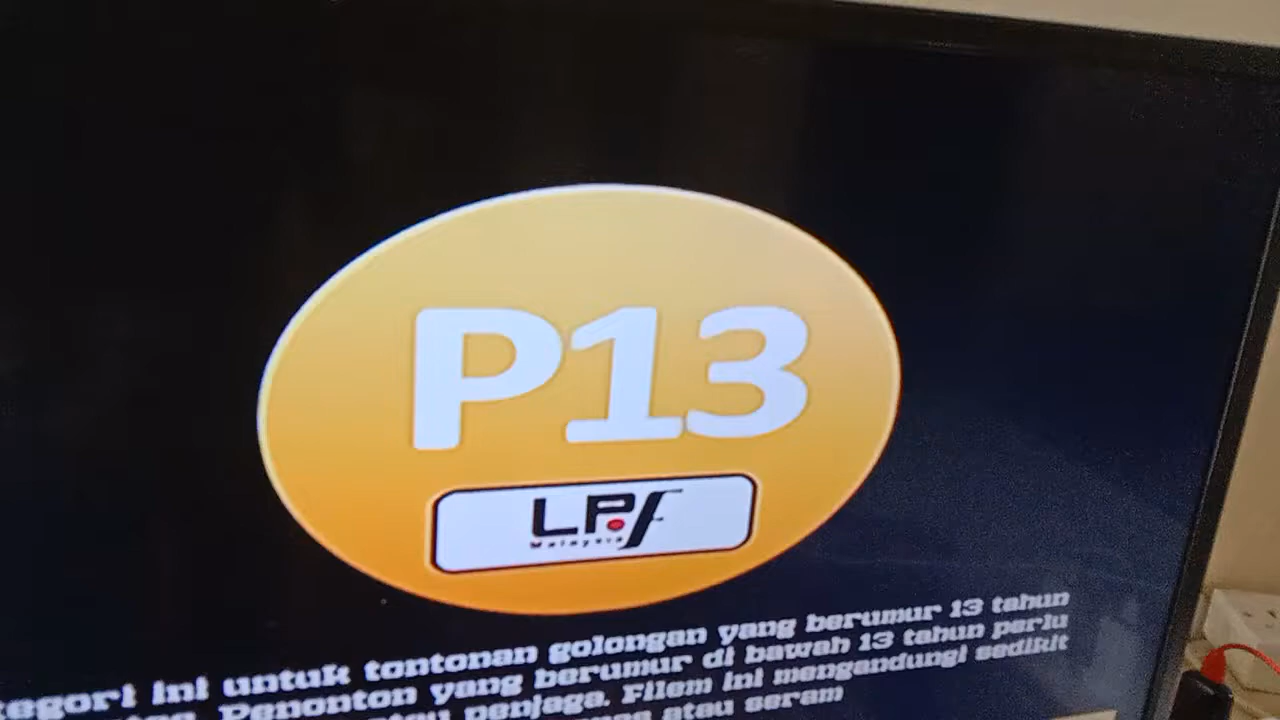 P13
LPF
Malaysia
ini untuk tontonan golongan yang berumur 13 tahun
Penonton yang berumur di bawah 13 tahun perlu
atau penjaga. Filem ini mengandungi sedikit
atau seram